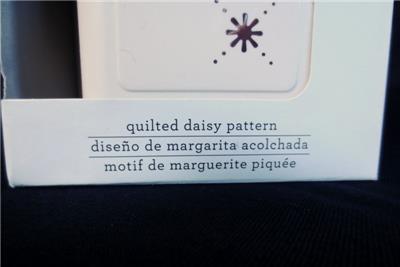 quilted daisy pattern
diseño de margarita acolchada
motif de marguerite piquée